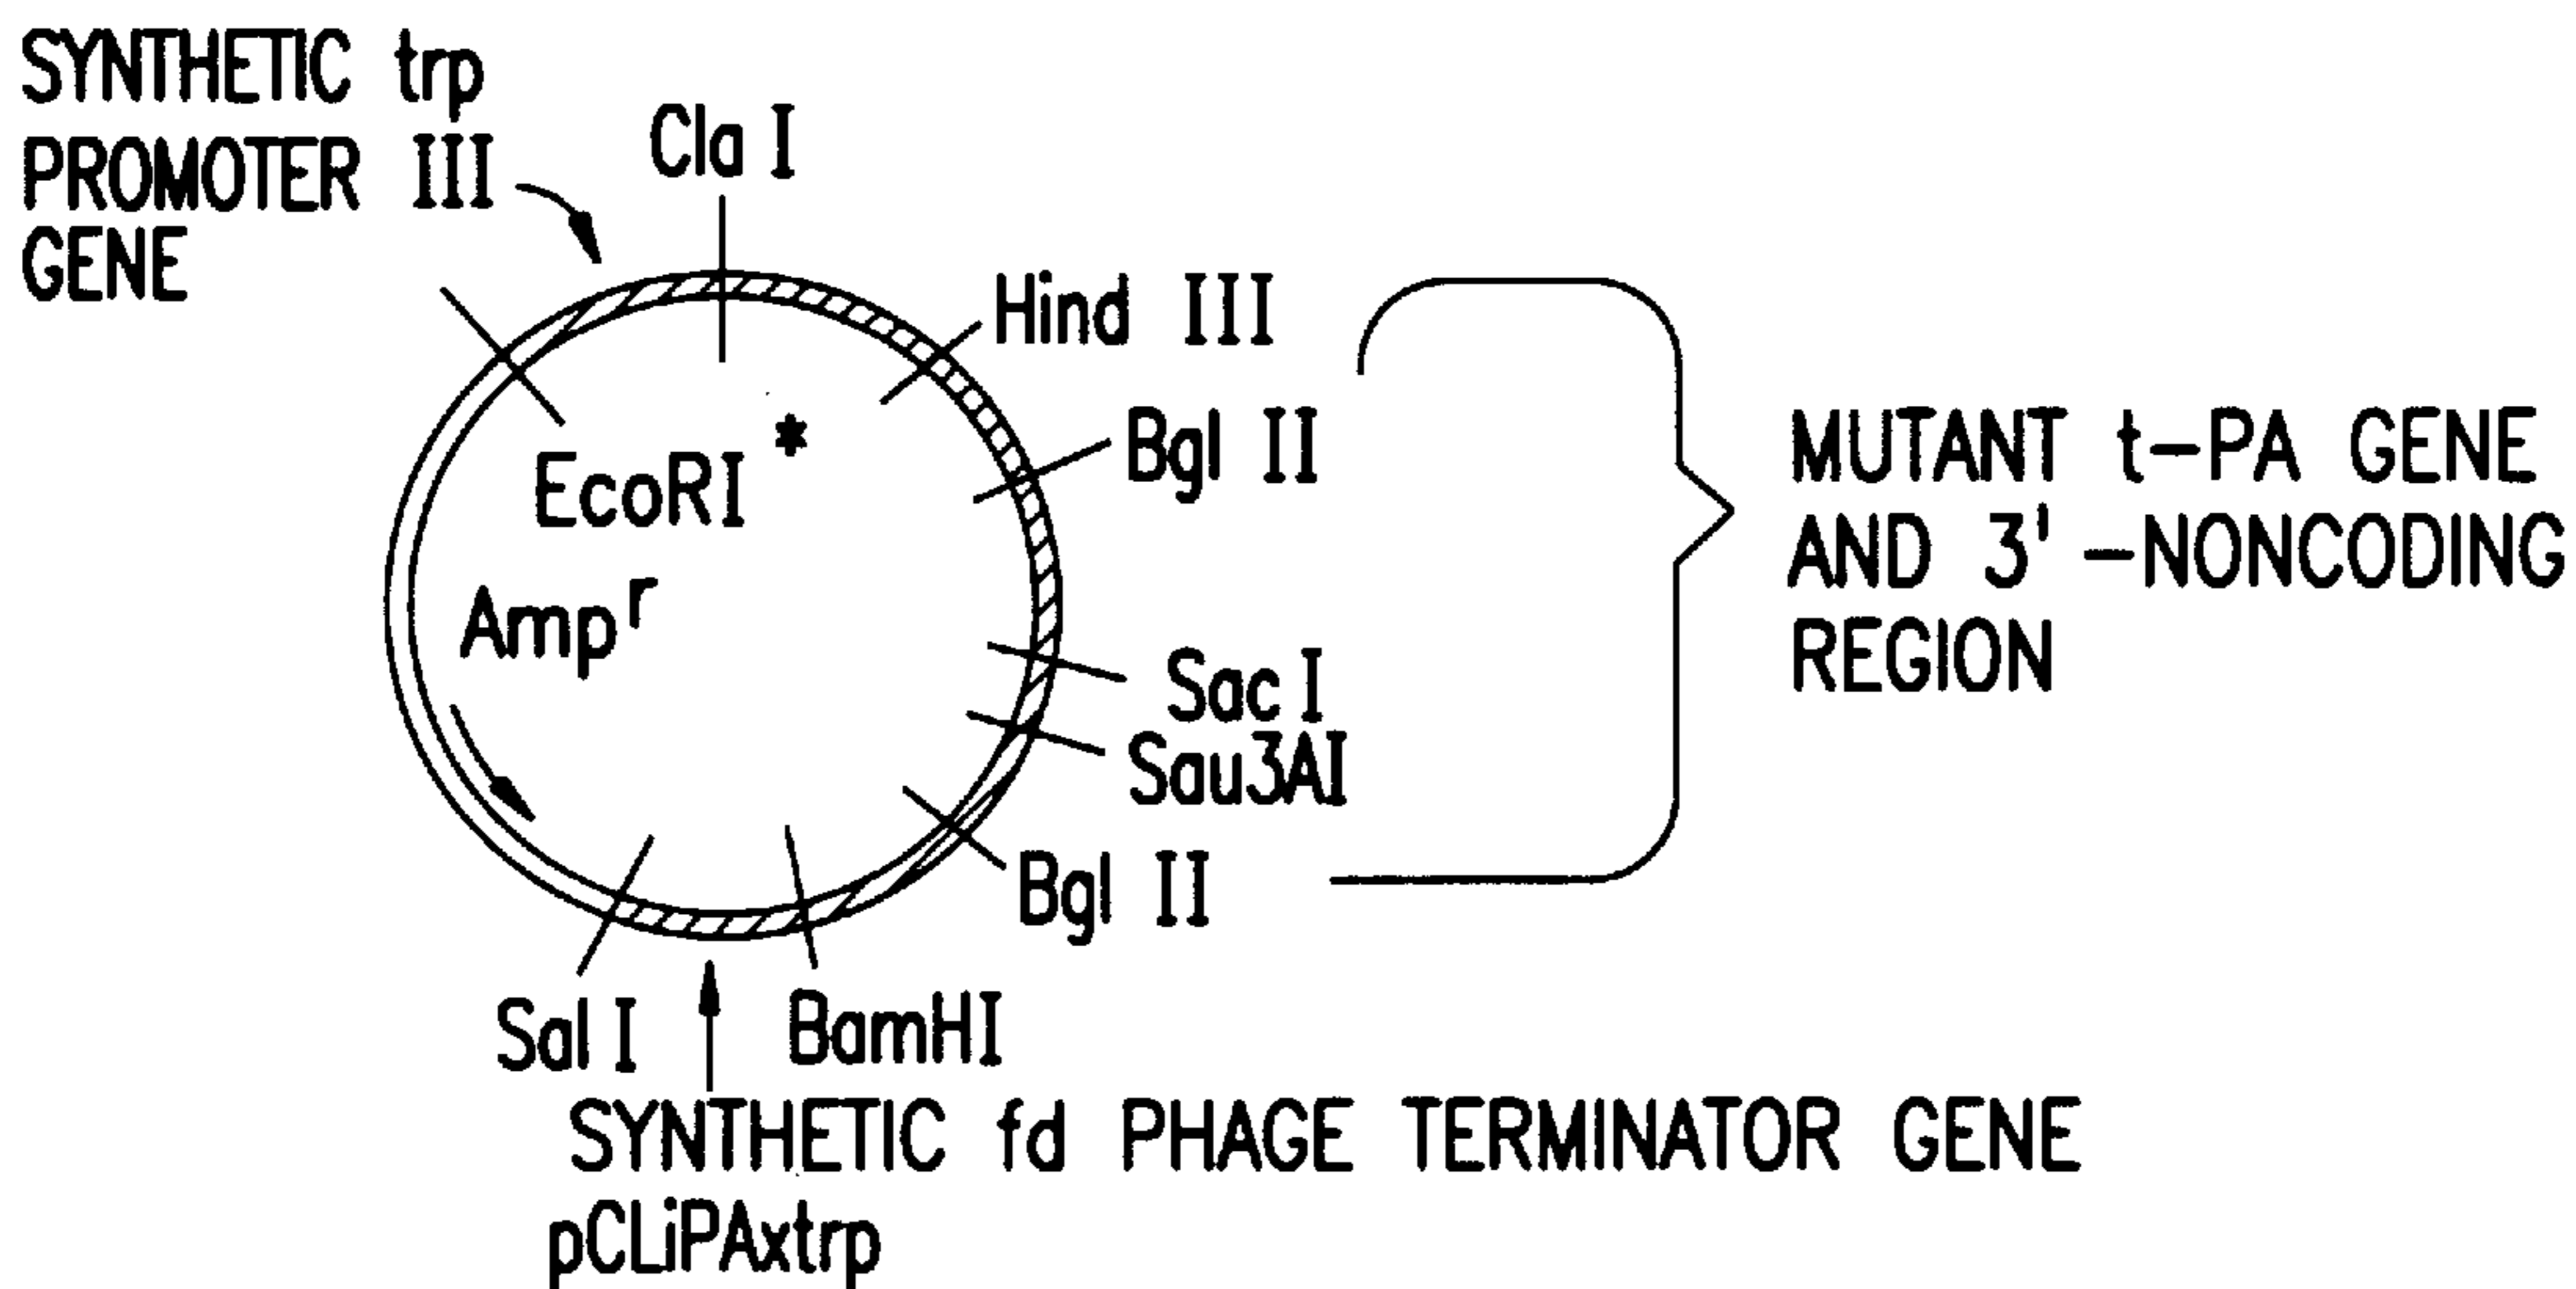 SYNTHETIC trp
PROMOTER III
GENE
Cla I
Hind III
Bgl II
EcoRI *
Amp r
MUTANT t-PA GENE
AND 3'-NONCODING
REGION
Sac I
Sau3AI
Bgl II
Sal I
BamHI
SYNTHETIC fd PHAGE TERMINATOR GENE
pCLiPAxtrp